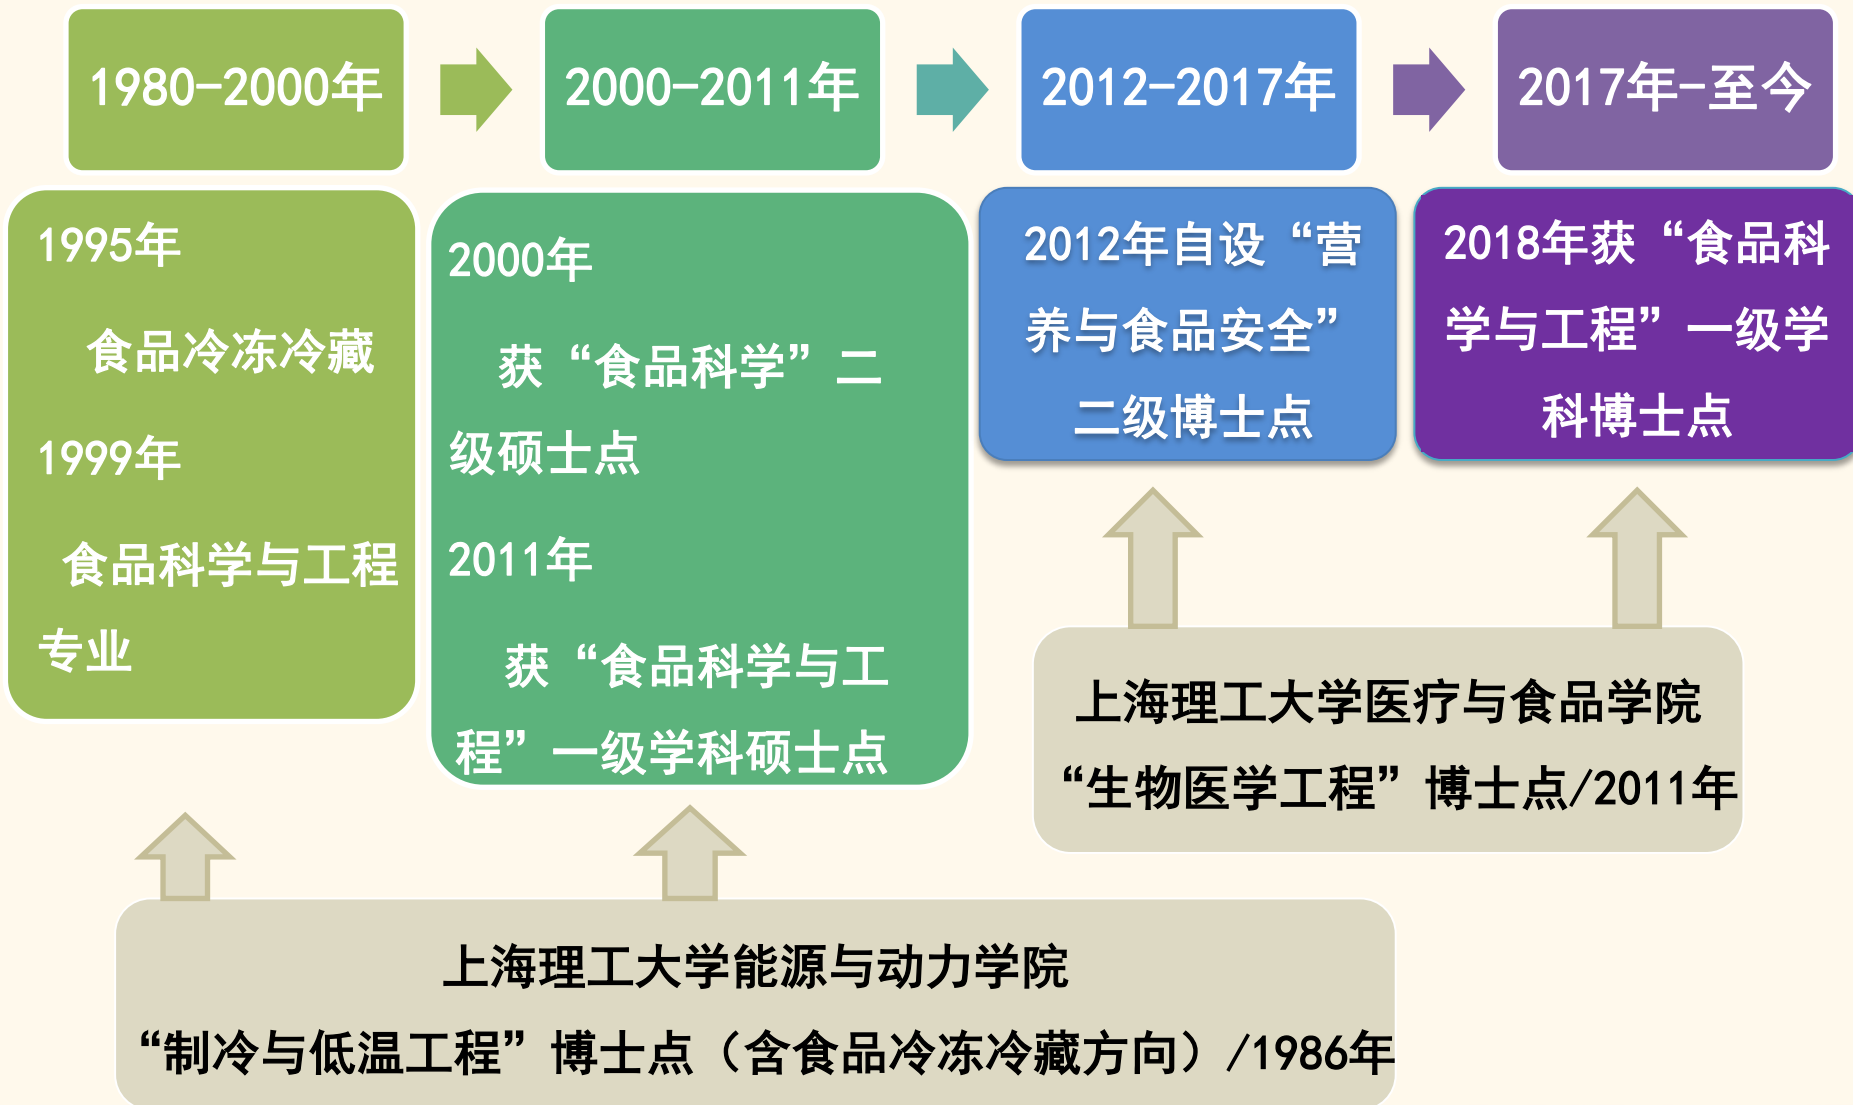 1980-2000年
2000-2011年
2012-2017年
2017年-至今
1995年
食品冷冻冷藏
1999年
食品科学与工程
专业
2000年
获“食品科学”二
级硕士点
2011年
获“食品科学与工
程”一级学科硕士点
2012年自设“营
养与食品安全”
二级博士点
2018年获“食品科
学与工程”一级学
科博士点
上海理工大学医疗与食品学院
“生物医学工程”博士点/2011年
上海理工大学能源与动力学院
“制冷与低温工程”博士点（含食品冷冻冷藏方向）/1986年